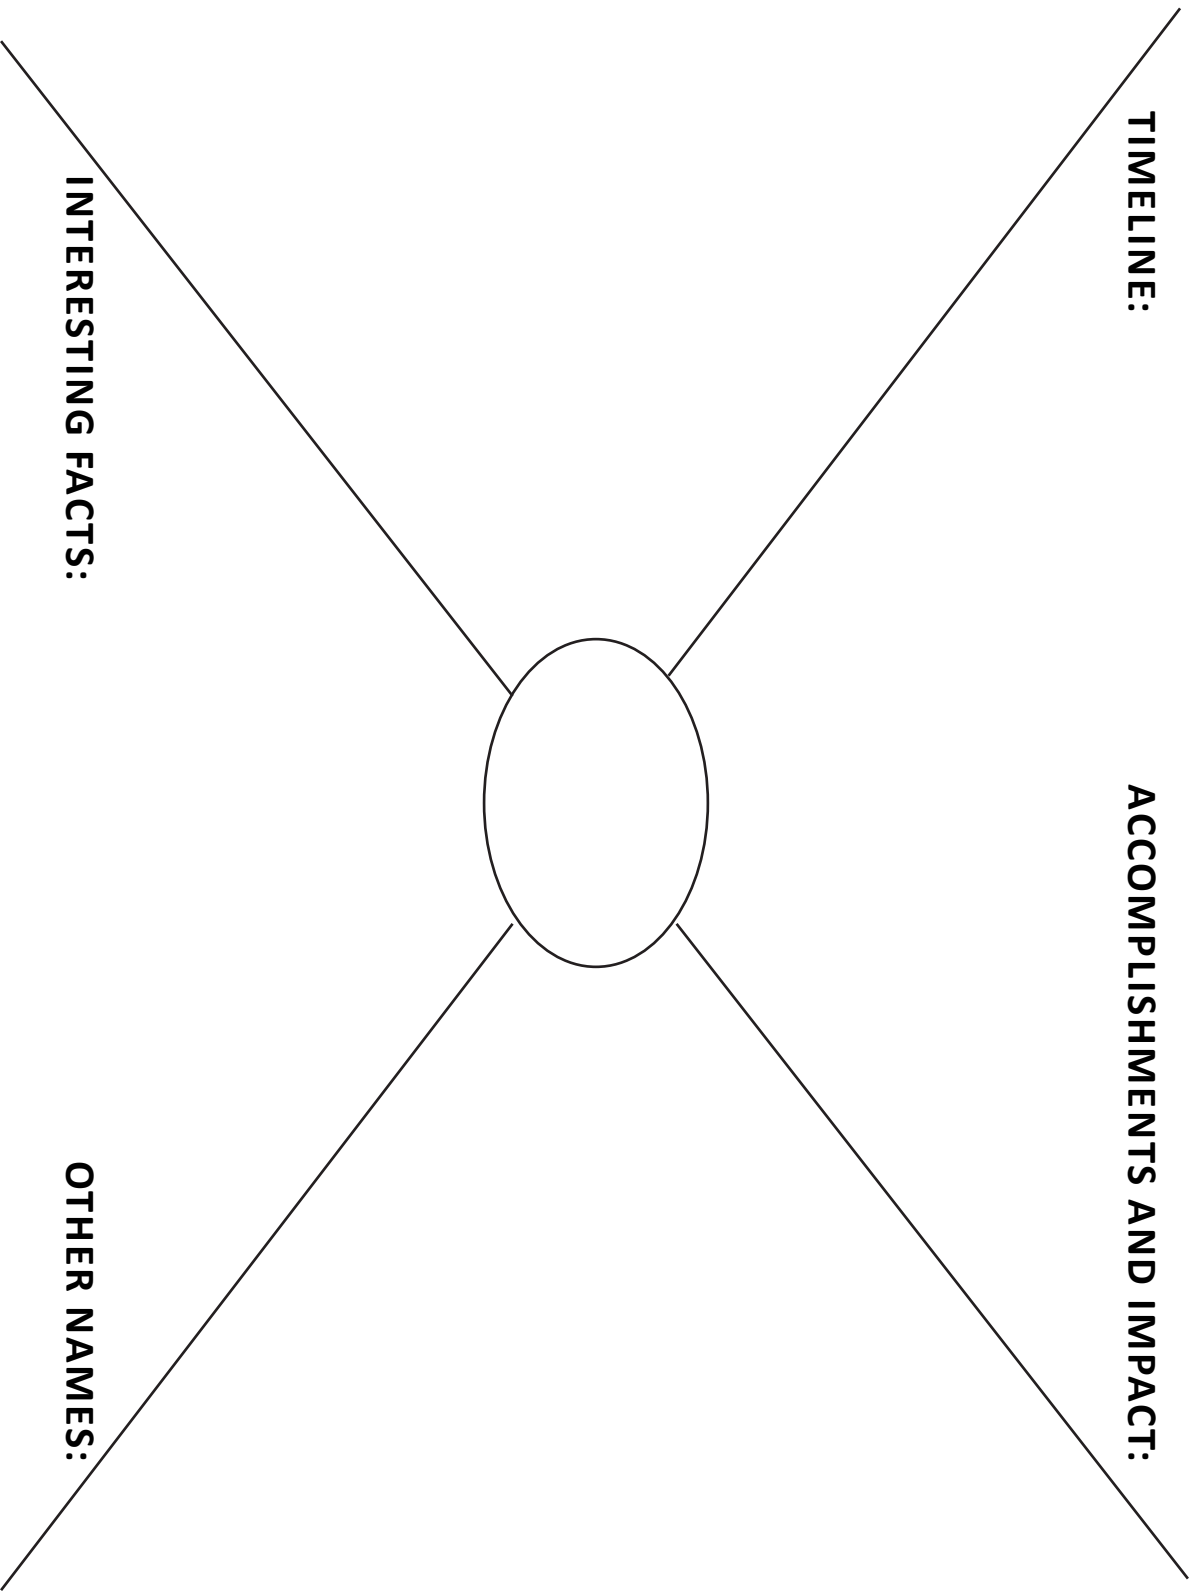 TIMELINE:
ACCOMPLISHMENTS AND IMPACT:
INTERESTING FACTS:
OTHER NAMES: